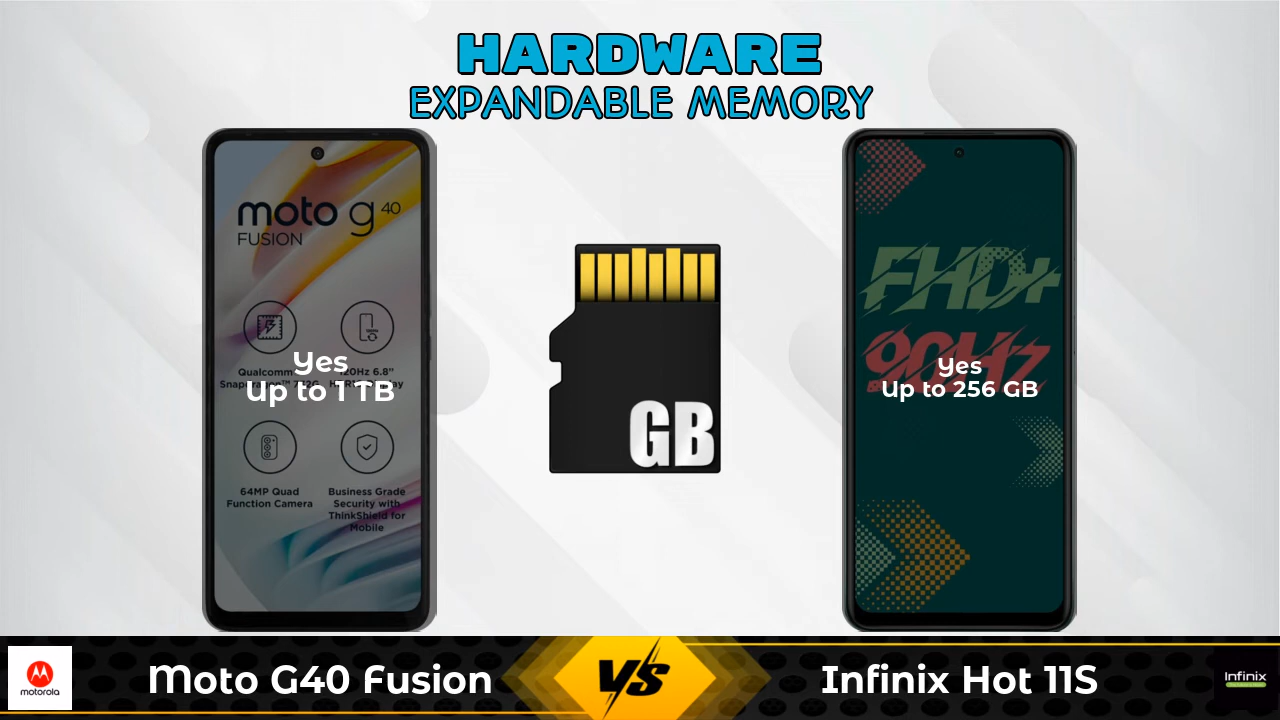 HARDWARE
EXPANDABLE MEMORY
moto g 40
FUSION
Yes
Up to 1 TB
Qualcomm
120Hz 6.8”
64MP Quad
Function Camera
Business Grade
Security with
ThinkShield for
Mobile
GB
FHD+
90Hz
Yes
Up to 256 GB
motorola
Moto G40 Fusion
VS
Infinix Hot 11S
Infinix